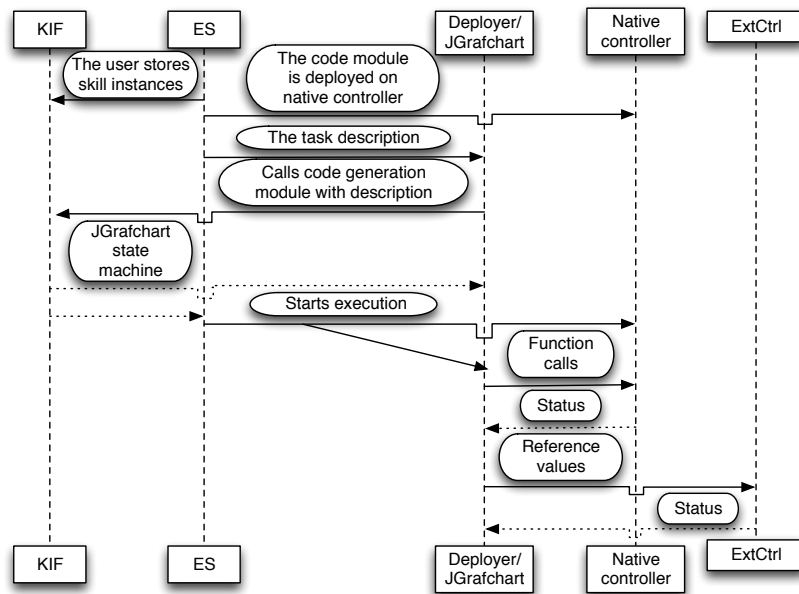 KIF
ES
Deployer/
JGrafchart
Native
controller
ExtCtrl
The user stores
skill instances
The code module
is deployed on
native controller
The task description
Calls code generation
module with description
JGrafchart
state
machine
Starts execution
Function
calls
Status
Reference
values
Status
KIF
ES
Deployer/
JGrafchart
Native
controller
ExtCtrl